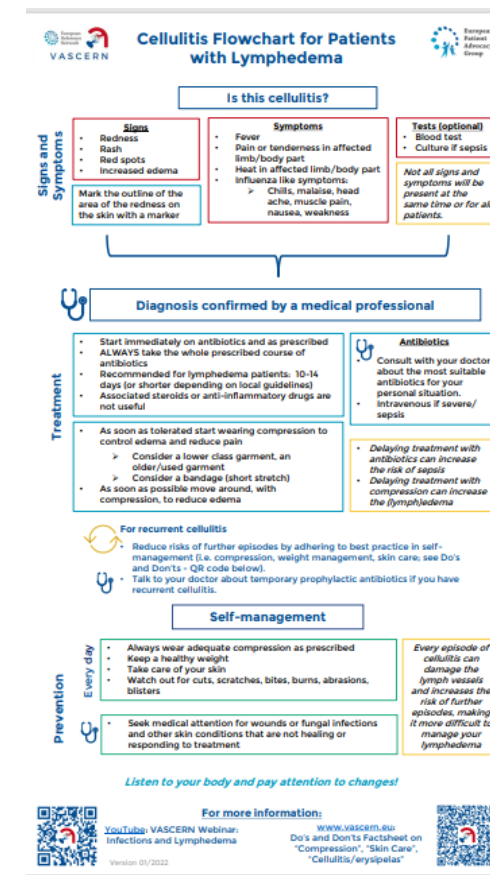 European
Reference
Network
VASCERN
Cellulitis Flowchart for Patients
with Lymphedema
European
Patient
Advocacy
Group
Is this cellulitis?
Signs and
Symptoms
Signs
• Redness
• Rash
• Red spots
• Increased edema
Mark the outline of the
area of the redness on
the skin with a marker
Symptoms
• Fever
• Pain or tenderness in affected
limb/body part
• Heat in affected limb/body part
• Influenza like symptoms:
➢ Chills, malaise, head
ache, muscle pain,
nausea, weakness
Tests (optional)
• Blood test
• Culture if sepsis
Not all signs and
symptoms will be
present at the
same time or for all
patients.
Diagnosis confirmed by a medical professional
Treatment
• Start immediately on antibiotics and as prescribed
• ALWAYS take the whole prescribed course of
antibiotics
• Recommended for lymphedema patients: 10-14
days (or shorter depending on local guidelines)
• Associated steroids or anti-inflammatory drugs are
not useful
• As soon as tolerated start wearing compression to
control edema and reduce pain
➢ Consider a lower class garment, an
older/used garment
➢ Consider a bandage (short stretch)
• As soon as possible move around, with
compression, to reduce edema
Antibiotics
• Consult with your doctor
about the most suitable
antibiotics for your
personal situation.
• Intravenous if severe/
sepsis
• Delaying treatment with
antibiotics can increase
the risk of sepsis
• Delaying treatment with
compression can increase
the (lymph)edema
For recurrent cellulitis
• Reduce risks of further episodes by adhering to best practice in self-
management (i.e. compression, weight management, skin care; see Do's
and Don'ts - QR code below).
• Talk to your doctor about temporary prophylactic antibiotics if you have
recurrent cellulitis.
Self-management
Prevention
Every day
• Always wear adequate compression as prescribed
• Keep a healthy weight
• Take care of your skin
• Watch out for cuts, scratches, bites, burns, abrasions,
blisters
• Seek medical attention for wounds or fungal infections
and other skin conditions that are not healing or
responding to treatment
Every episode of
cellulitis can
damage the
lymph vessels
and increases the
risk of further
episodes, making
it more difficult to
manage your
lymphedema
Listen to your body and pay attention to changes!
For more information:
YouTube: VASCERN Webinar:
Infections and Lymphedema
Version 01/2022
www.vascern.eu:
Do's and Don'ts Factsheet on
"Compression", "Skin Care",
"Cellulitis/erysipelas"